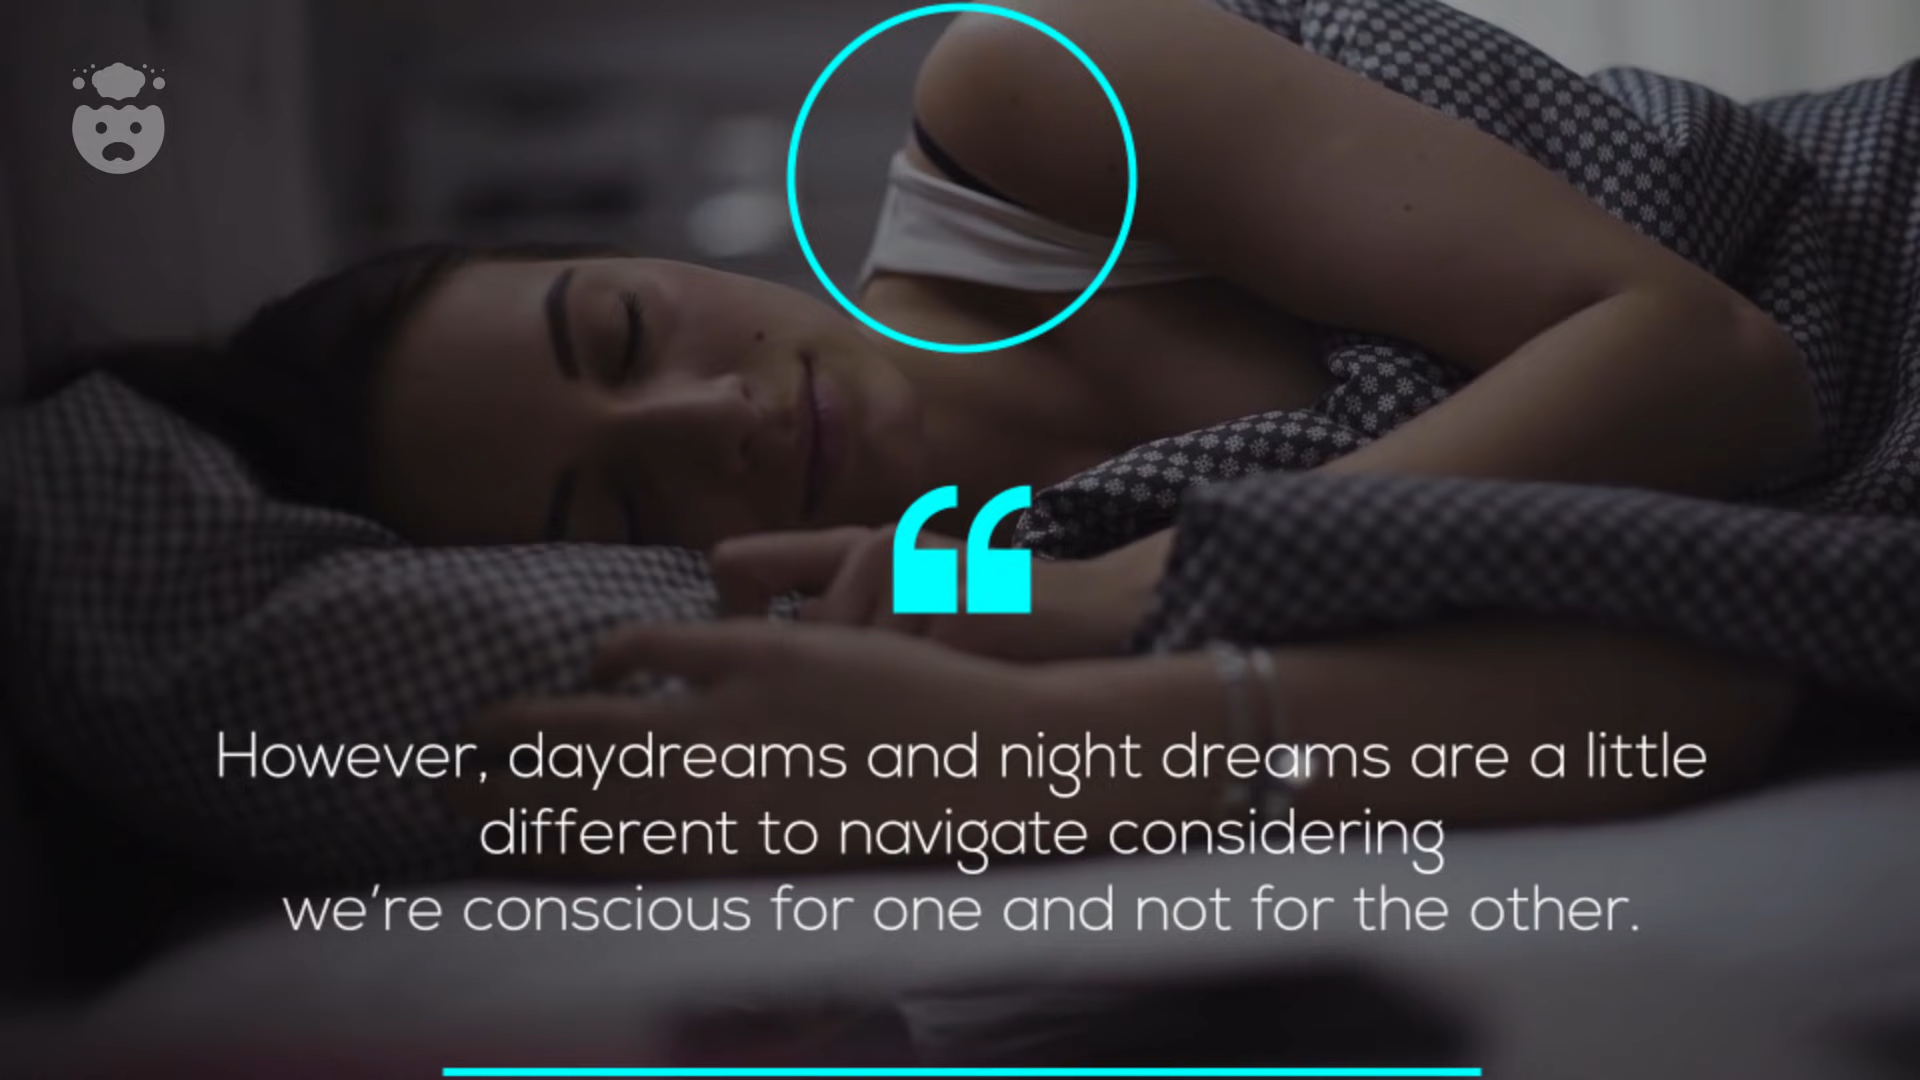 However, daydreams and night dreams are a little
different to navigate considering
we're conscious for one and not for the other.